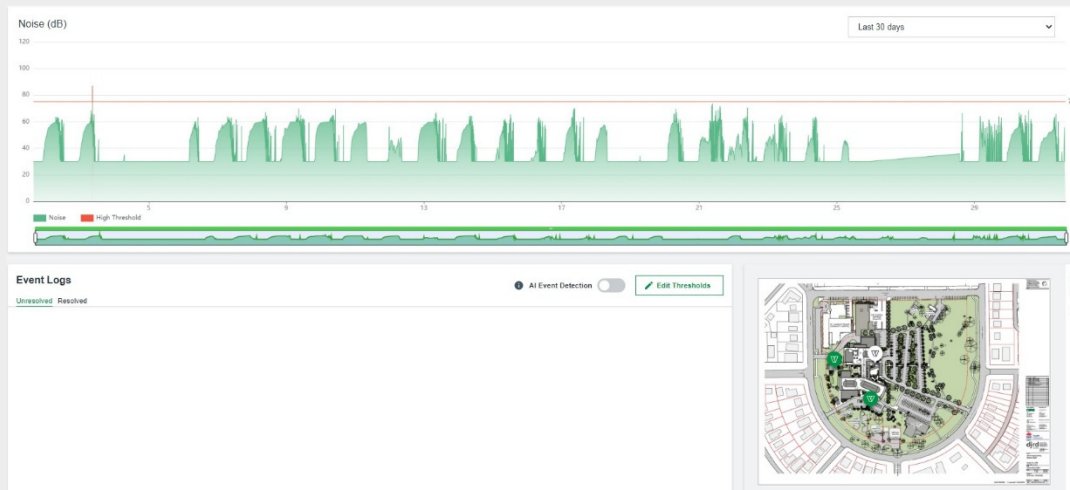 Noise (dB)
Last 30 days
120
100
80
60
40
20
0
5
9
13
17
21
25
29
Noise
High Threshold
Event Logs
AI Event Detection
Edit Thresholds
Unresolved
Resolved